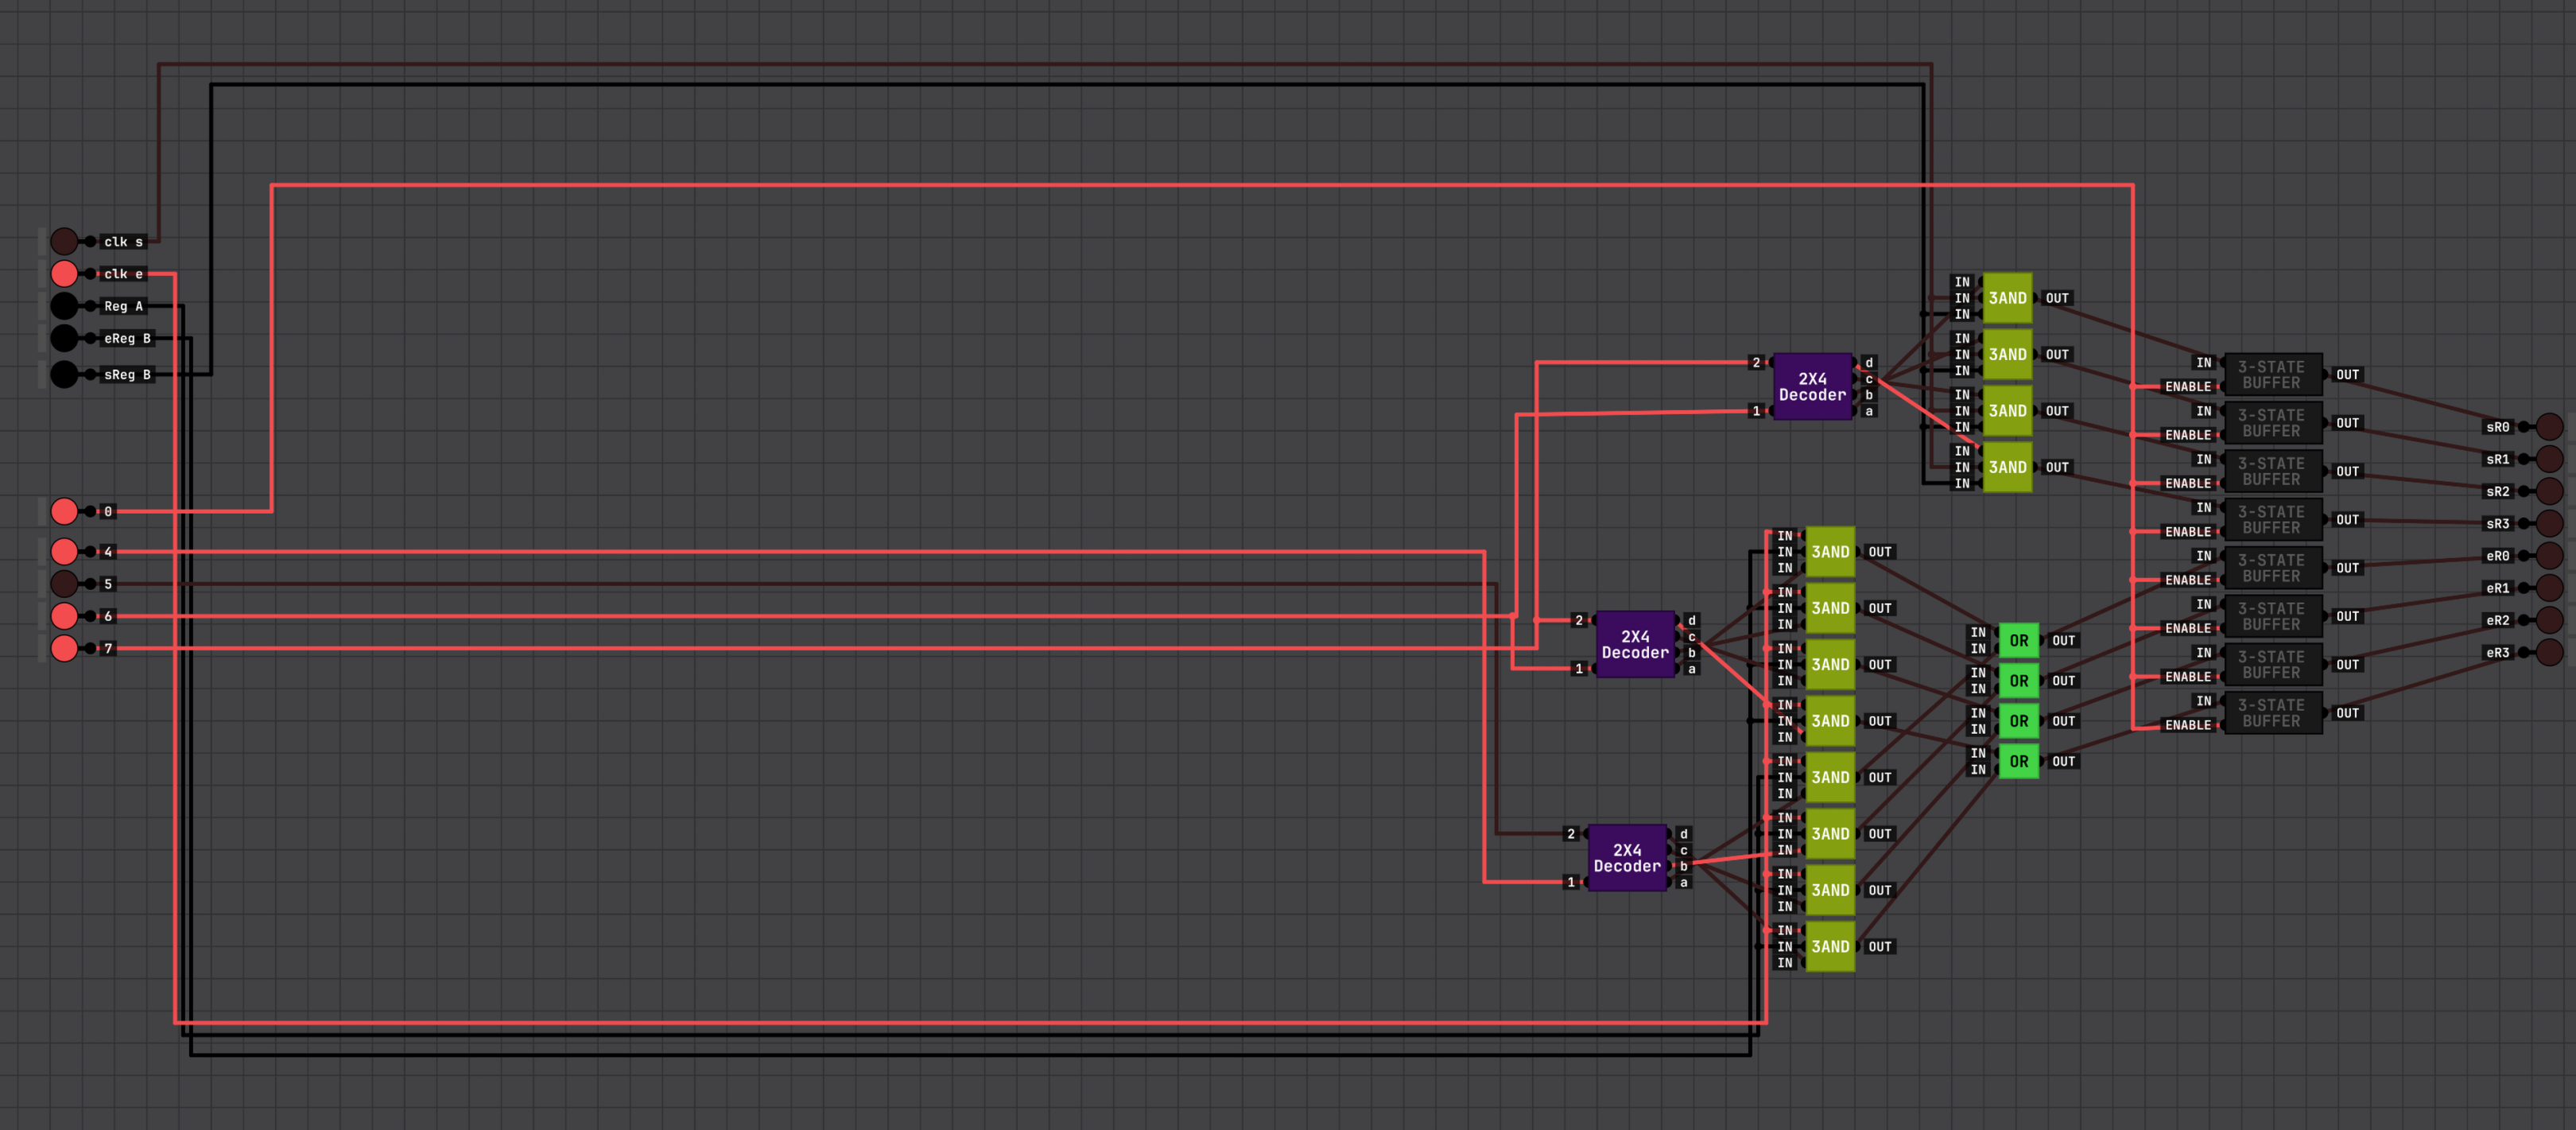 clk s
clk e
Reg A
eReg B
sReg B
0
4
5
6
7
2
1
2X4
Decoder
d
c
b
a
2
1
2X4
Decoder
d
c
b
a
2
1
2X4
Decoder
d
c
b
a
IN
IN
IN
3AND
OUT
IN
IN
IN
3AND
OUT
IN
IN
IN
3AND
OUT
IN
IN
IN
3AND
OUT
IN
IN
IN
3AND
OUT
IN
IN
IN
3AND
OUT
IN
IN
IN
3AND
OUT
IN
IN
IN
3AND
OUT
IN
IN
IN
3AND
OUT
IN
IN
IN
3AND
OUT
IN
IN
IN
3AND
OUT
IN
IN
IN
3AND
OUT
IN
IN
OR
OUT
IN
IN
OR
OUT
IN
IN
OR
OUT
IN
IN
OR
OUT
IN
ENABLE
3-STATE
BUFFER
OUT
IN
ENABLE
3-STATE
BUFFER
OUT
IN
ENABLE
3-STATE
BUFFER
OUT
IN
ENABLE
3-STATE
BUFFER
OUT
IN
ENABLE
3-STATE
BUFFER
OUT
IN
ENABLE
3-STATE
BUFFER
OUT
IN
ENABLE
3-STATE
BUFFER
OUT
IN
ENABLE
3-STATE
BUFFER
OUT
sR0
sR1
sR2
sR3
eR0
eR1
eR2
eR3